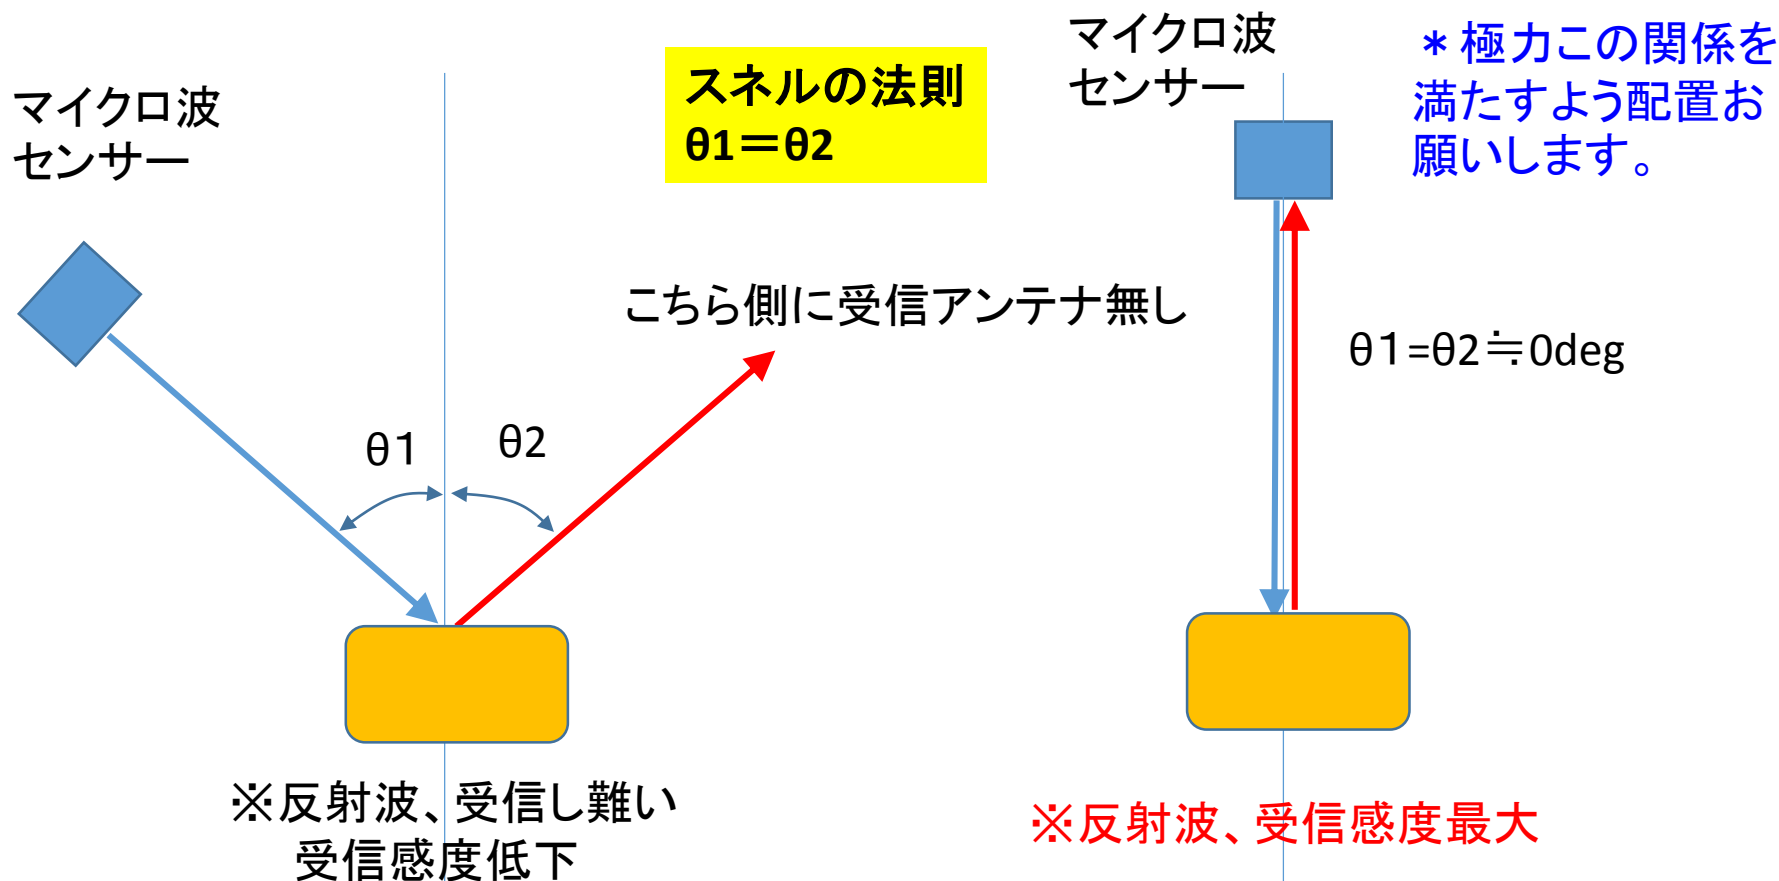 マイクロ波
センサー
スネルの法則
θ1＝θ2
こちら側に受信アンテナ無し
θ1
θ2
※反射波、受信し難い
受信感度低下
マイクロ波
センサー
＊極力この関係を
満たすよう配置お
願いします。
θ1=θ2≒0deg
※反射波、受信感度最大